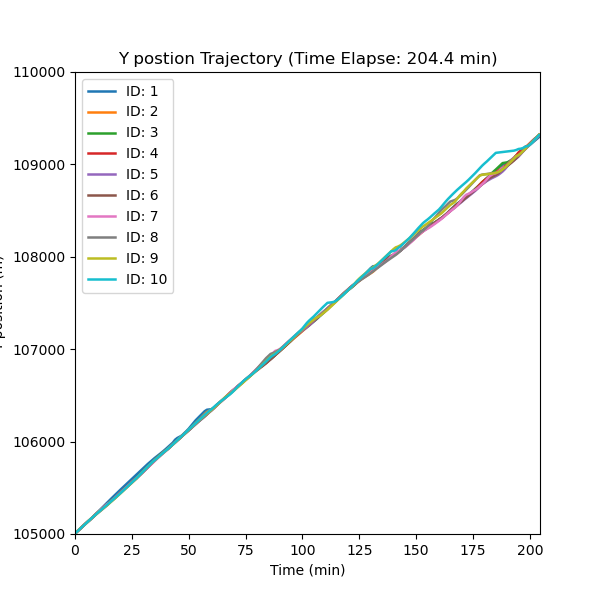 Y postion Trajectory (Time Elapse: 204.4 min)
110000
109000
108000
107000
106000
105000
ID: 1
ID: 2
ID: 3
ID: 4
ID: 5
ID: 6
ID: 7
ID: 8
ID: 9
ID: 10
0 25 50 75 100 125 150 175 200
Time (min)